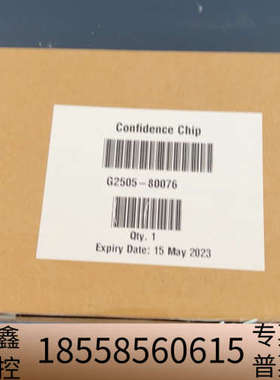 Confidence Chip
G2505-80076
Qty. 1
Expiry Date: 15 May 2023
鑫 18558560615 专
控 普